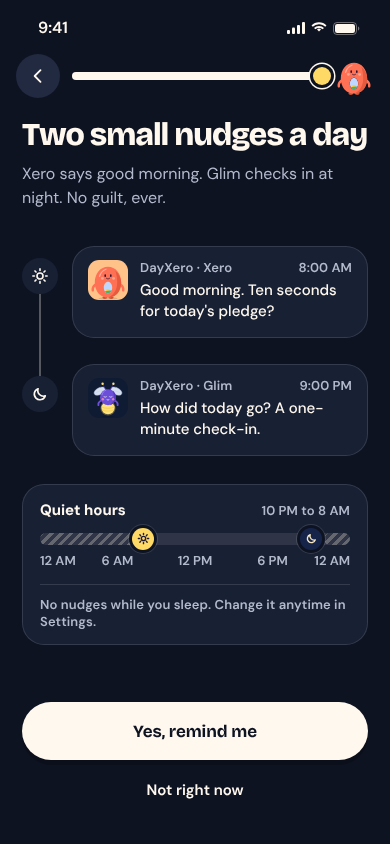 9:41
Two small nudges a day
Xero says good morning. Glim checks in at
night. No guilt, ever.
DayXero · Xero 8:00 AM
Good morning. Ten seconds
for today's pledge?
DayXero · Glim 9:00 PM
How did today go? A one-
minute check-in.
Quiet hours 10 PM to 8 AM
12 AM 6 AM 12 PM 6 PM 12 AM
No nudges while you sleep. Change it anytime in
Settings.
Yes, remind me
Not right now